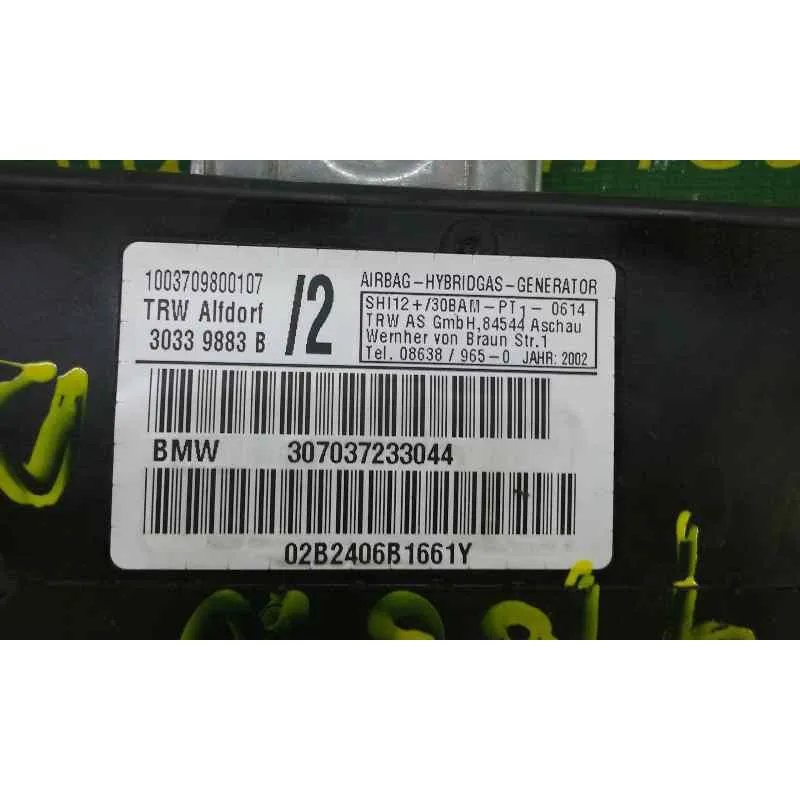 1003709800107
TRW Alfdorf
3033 9883 B
/2
AIRBAG-HYBRIDGAS-GENERATOR
SHI12+/30BAM-PT1-0614
TRW AS GmbH, 84544 Aschau
Wernher von Braun Str.1
Tel. 08638/965-0 JAHR: 2002
BMW 307037233044
02B2406B1661Y